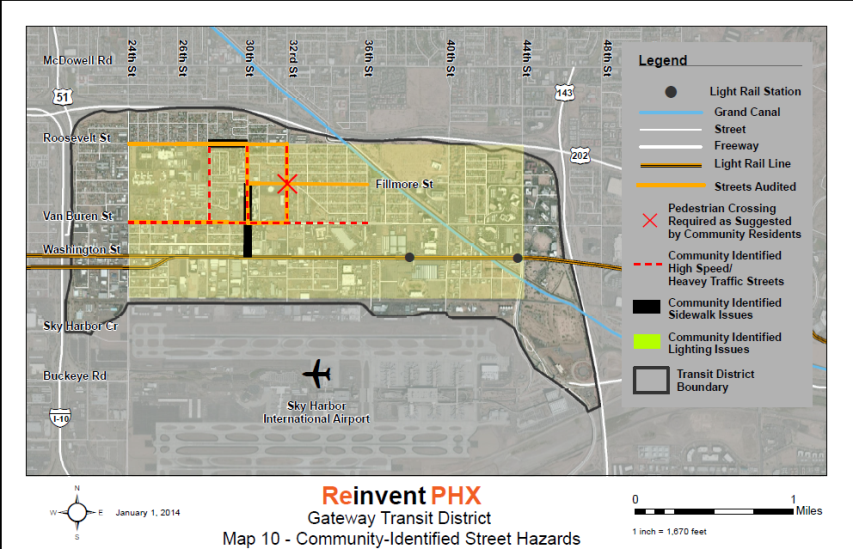 24th St
26th St
30th St
32rd St
36th St
40th St
44th St
48th St
McDowell Rd
51
143
Roosevelt St
202
Fillmore St
Van Buren St
Washington St
Sky Harbor Cr
Buckeye Rd
I-10
Sky Harbor
International Airport
Legend
Light Rail Station
Grand Canal
Street
Freeway
Light Rail Line
Streets Audited
Pedestrian Crossing
Required as Suggested
by Community Residents
Community Identified
High Speed/
Heavey Traffic Streets
Community Identified
Sidewalk Issues
Community Identified
Lighting Issues
Transit District
Boundary
N
W
E
S
January 1, 2014
Reinvent PHX
Gateway Transit District
Map 10 - Community-Identified Street Hazards
0
1
Miles
1 inch = 1,670 feet